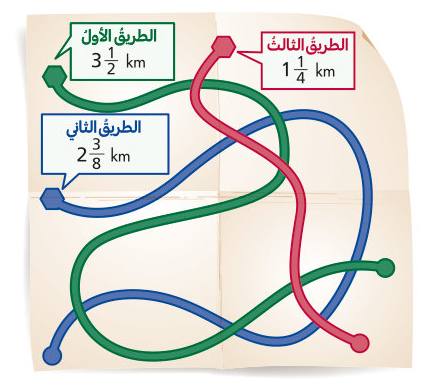 الطريقُ الأولُ
3 1/2 km
الطريقُ الثالثُ
1 1/4 km
الطريقُ الثاني
2 3/8 km